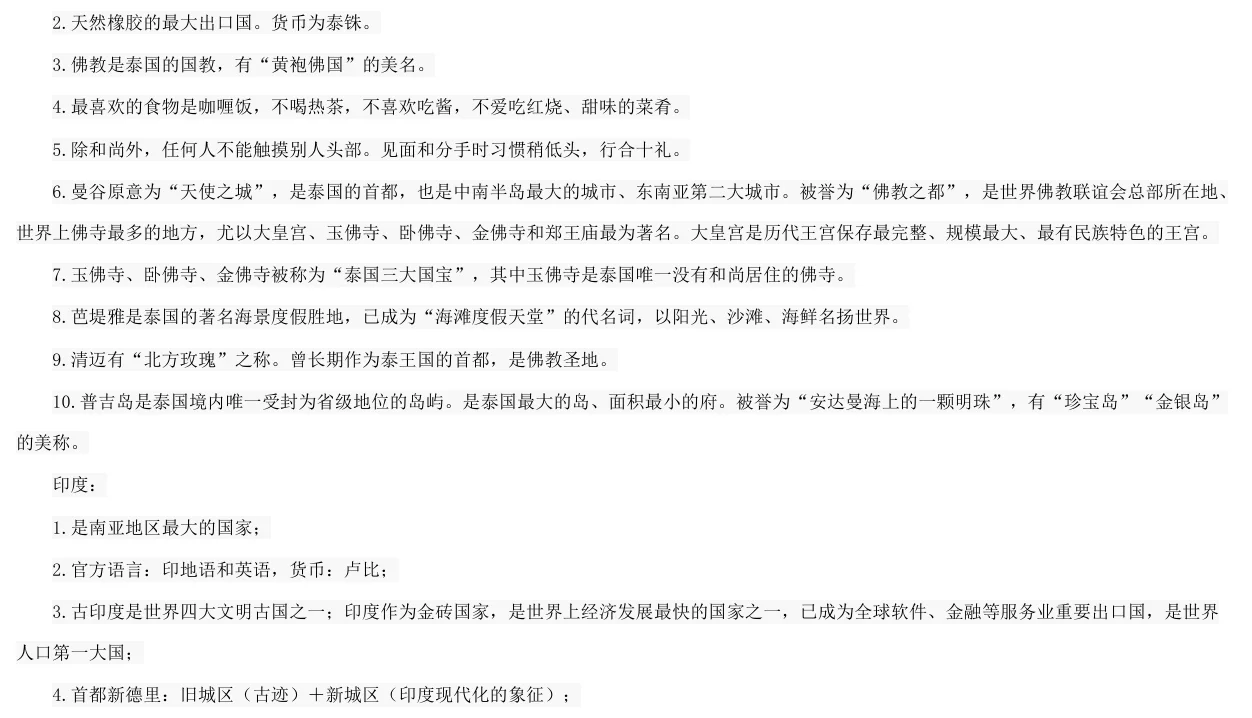 2.天然橡胶的最大出口国。货币为泰铢。
3.佛教是泰国的国教，有“黄袍佛国”的美名。
4.最喜欢的食物是咖喱饭，不喝热茶，不喜欢吃酱，不爱吃红烧、甜味的菜肴。
5.除和尚外，任何人不能触摸别人头部。见面和分手时习惯稍低头，行合十礼。
6.曼谷原意为“天使之城”，是泰国的首都，也是中南半岛最大的城市、东南亚第二大城市。被誉为“佛教之都”，是世界佛教联谊会总部所在地、
世界上佛寺最多的地方，尤以大皇宫、玉佛寺、卧佛寺、金佛寺和郑王庙最为著名。大皇宫是历代王宫保存最完整、规模最大、最有民族特色的王宫。
7.玉佛寺、卧佛寺、金佛寺被称为“泰国三大国宝”，其中玉佛寺是泰国唯一没有和尚居住的佛寺。
8.芭堤雅是泰国的著名海景度假胜地，已成为“海滩度假天堂”的代名词，以阳光、沙滩、海鲜名扬世界。
9.清迈有“北方玫瑰”之称。曾长期作为泰王国的首都，是佛教圣地。
10.普吉岛是泰国境内唯一受封为省级地位的岛屿。是泰国最大的岛、面积最小的府。被誉为“安达曼海上的一颗明珠”，有“珍宝岛”“金银岛”
的美称。
印度：
1.是南亚地区最大的国家；
2.官方语言：印地语和英语，货币：卢比；
3.古印度是世界四大文明古国之一；印度作为金砖国家，是世界上经济发展最快的国家之一，已成为全球软件、金融等服务业重要出口国，是世界
人口第一大国；
4.首都新德里：旧城区（古迹）＋新城区（印度现代化的象征）；